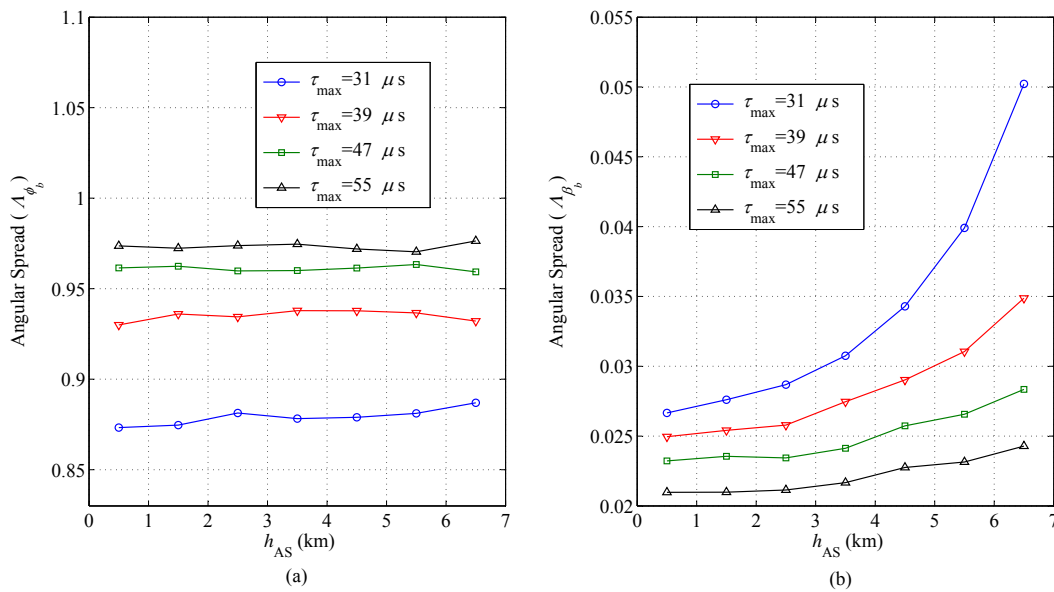 1.1
1.05
1
0.95
0.9
0.85
Angular Spread ( Λϕb )
τmax=31 μs
τmax=39 μs
τmax=47 μs
τmax=55 μs
0 1 2 3 4 5 6 7
hAS (km)
(a)
0.055
0.05
0.045
0.04
0.035
0.03
0.025
0.02
Angular Spread ( Λβb )
τmax=31 μs
τmax=39 μs
τmax=47 μs
τmax=55 μs
0 1 2 3 4 5 6 7
hAS (km)
(b)